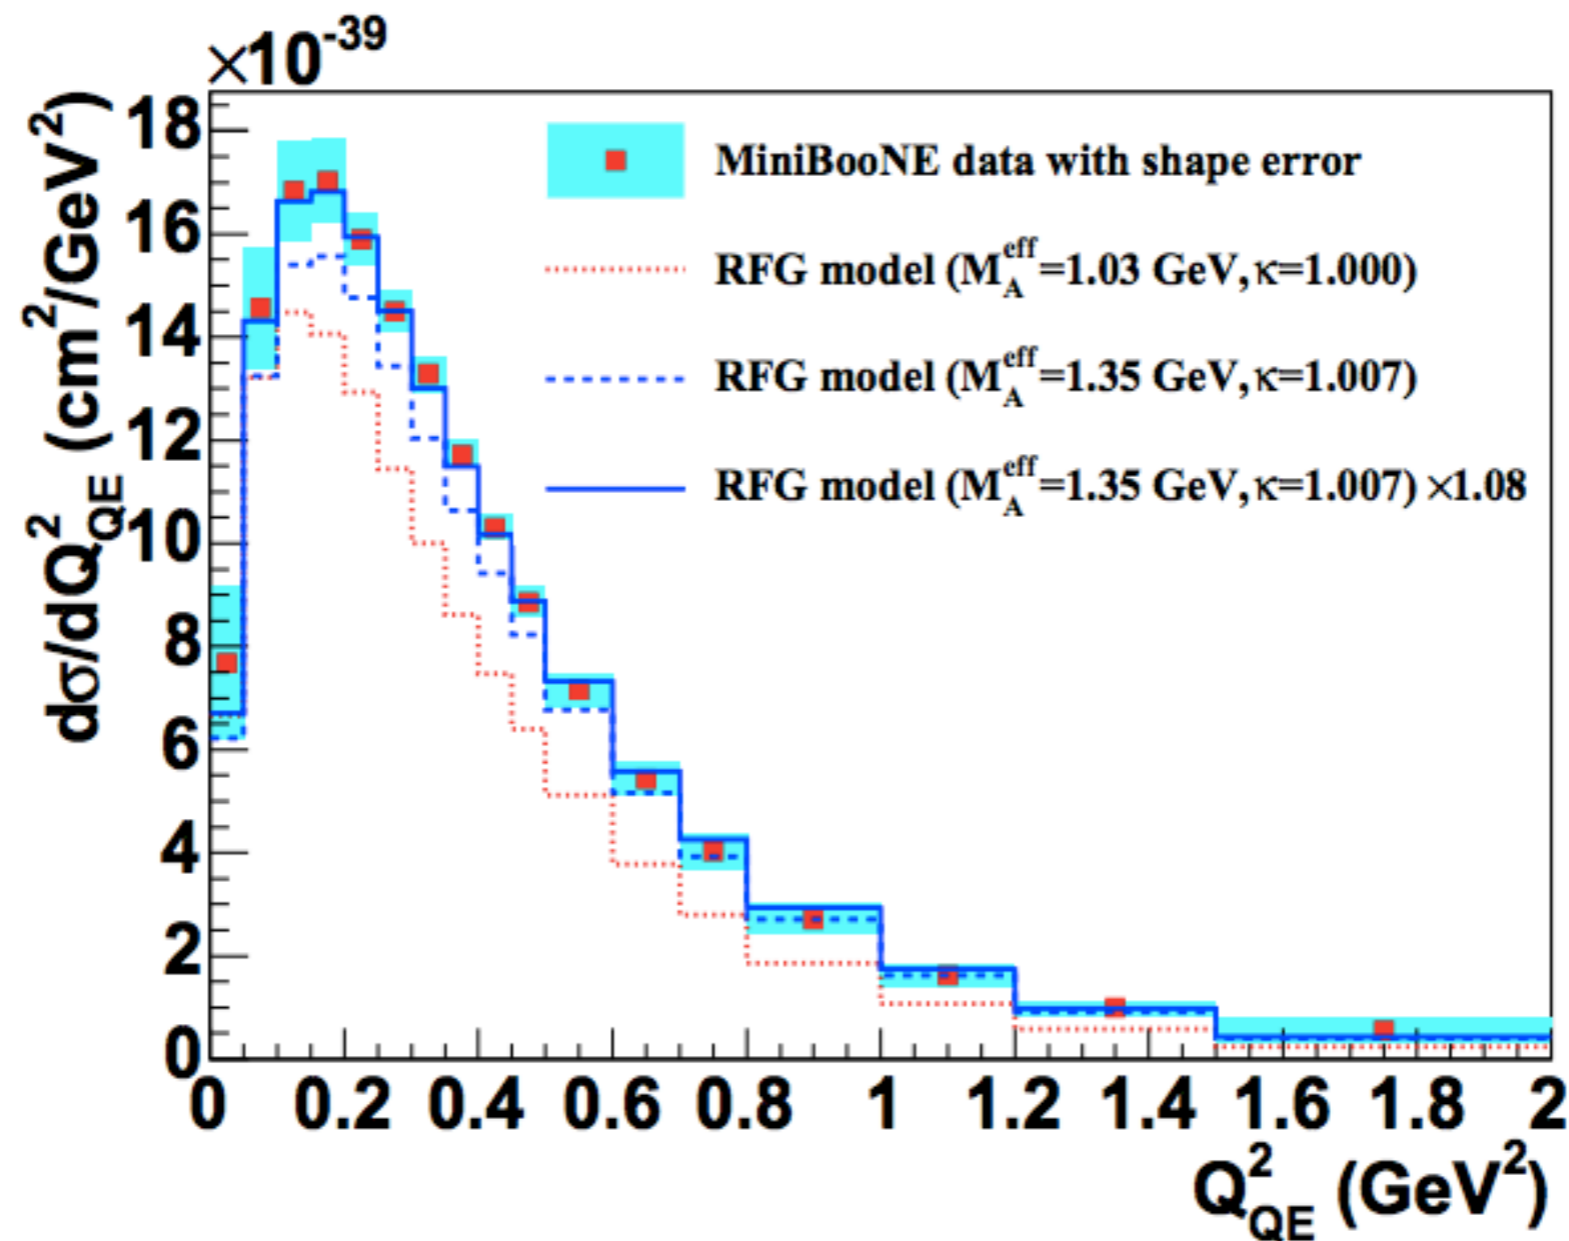 ×10⁻³⁹
dσ/dQ²QE (cm²/GeV²)
18
16
14
12
10
8
6
4
2
0
MiniBooNE data with shape error
RFG model (M_A^eff=1.03 GeV,κ=1.000)
RFG model (M_A^eff=1.35 GeV,κ=1.007)
RFG model (M_A^eff=1.35 GeV,κ=1.007) ×1.08
0 0.2 0.4 0.6 0.8 1 1.2 1.4 1.6 1.8 2
Q²QE (GeV²)